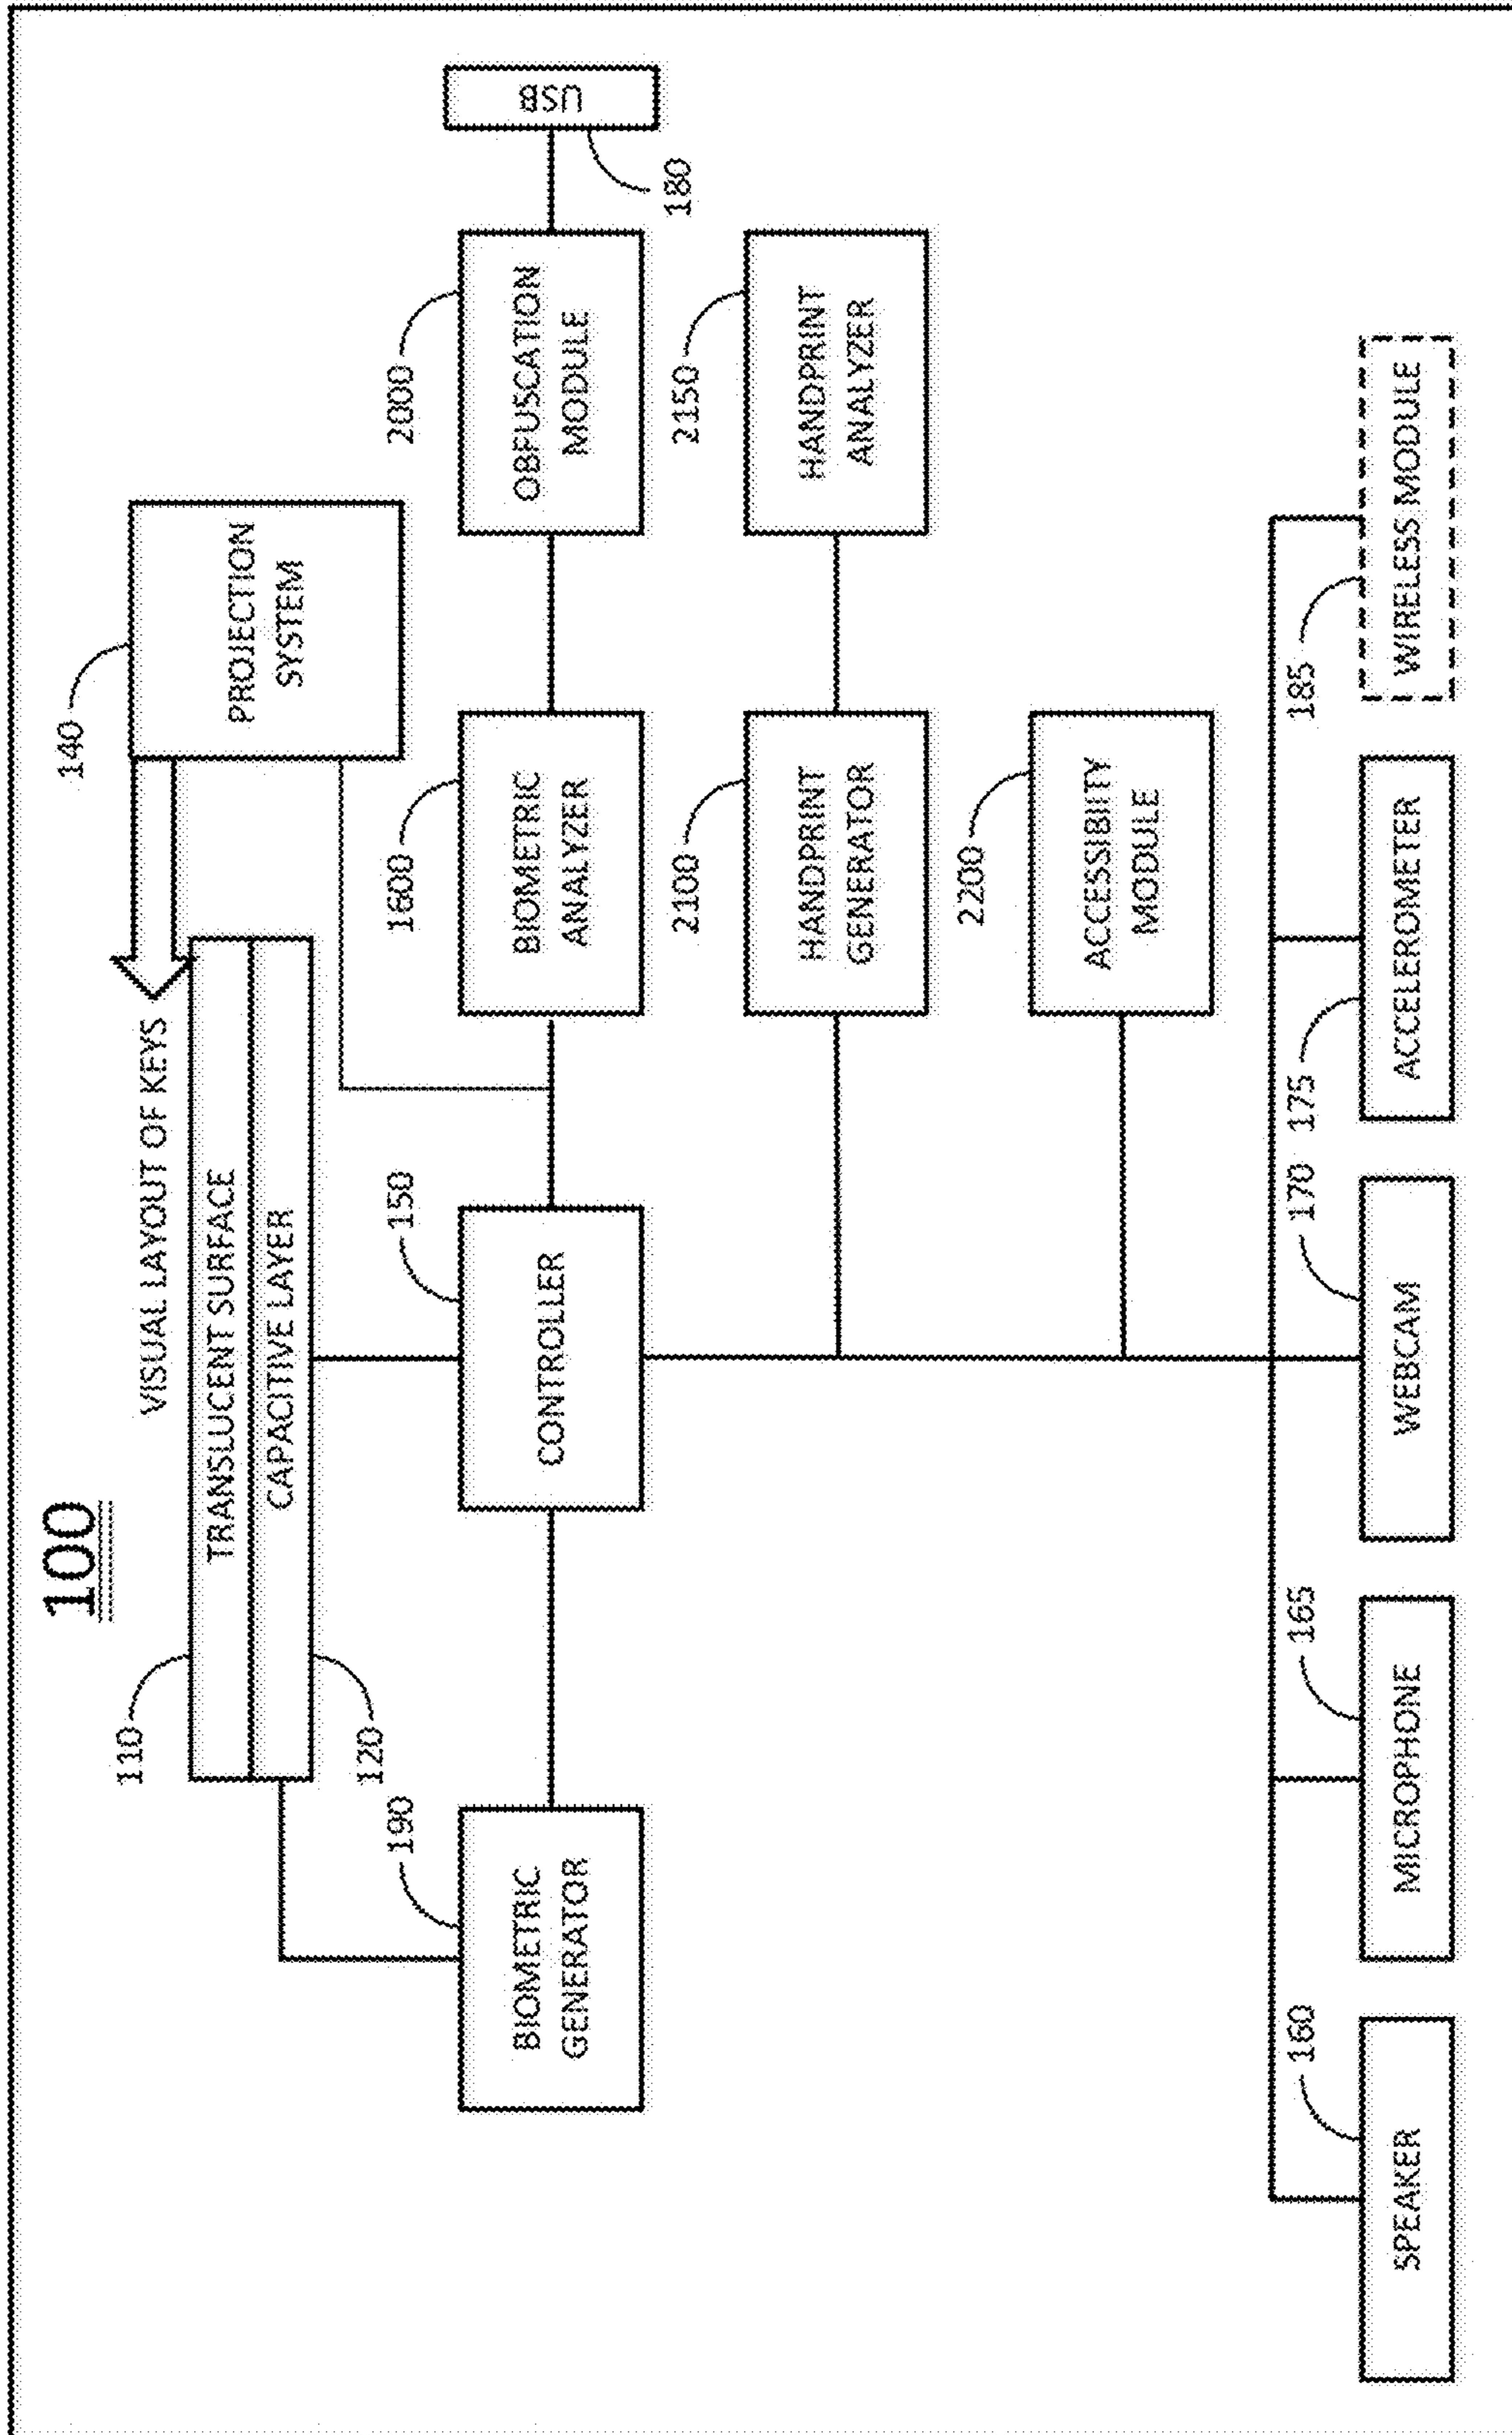 100
140
110
VISUAL LAYOUT OF KEYS
TRANSLUCENT SURFACE
CAPACITIVE LAYER
PROJECTION
SYSTEM
120
190
150
1600
2000
BIOMETRIC
GENERATOR
CONTROLLER
BIOMETRIC
ANALYZER
OBFUSCATION
MODULE
USB
180
2100
2150
HANDPRINT
GENERATOR
HANDPRINT
ANALYZER
2200
ACCESSIBIITY
MODULE
160
165
170
175
185
SPEAKER
MICROPHONE
WEBCAM
ACCELEROMETER
WIRELESS MODULE